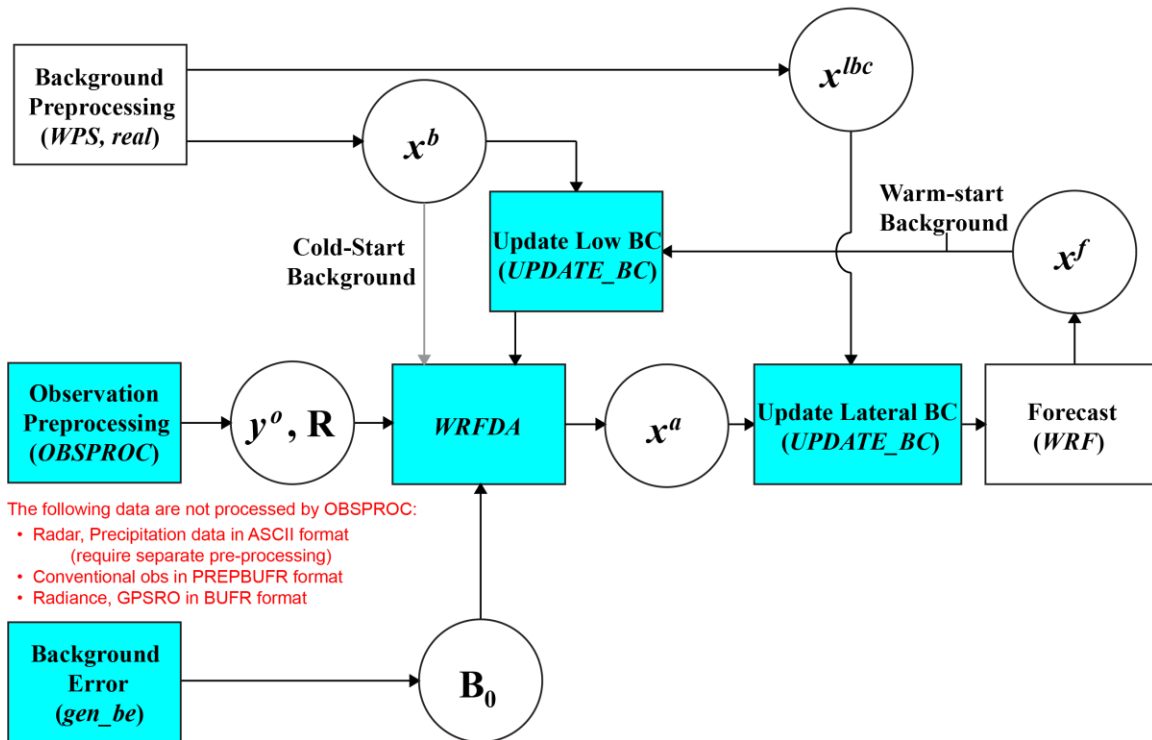 Background
Preprocessing
(WPS, real)
x^lbc
x^b
Cold-Start
Background
Update Low BC
(UPDATE_BC)
Warm-start
Background
x^f
Observation
Preprocessing
(OBSPROC)
y^o, R
WRFDA
x^a
Update Lateral BC
(UPDATE_BC)
Forecast
(WRF)
The following data are not processed by OBSPROC:
• Radar, Precipitation data in ASCII format
(require separate pre-processing)
• Conventional obs in PREPBUFR format
• Radiance, GPSRO in BUFR format
Background
Error
(gen_be)
B₀